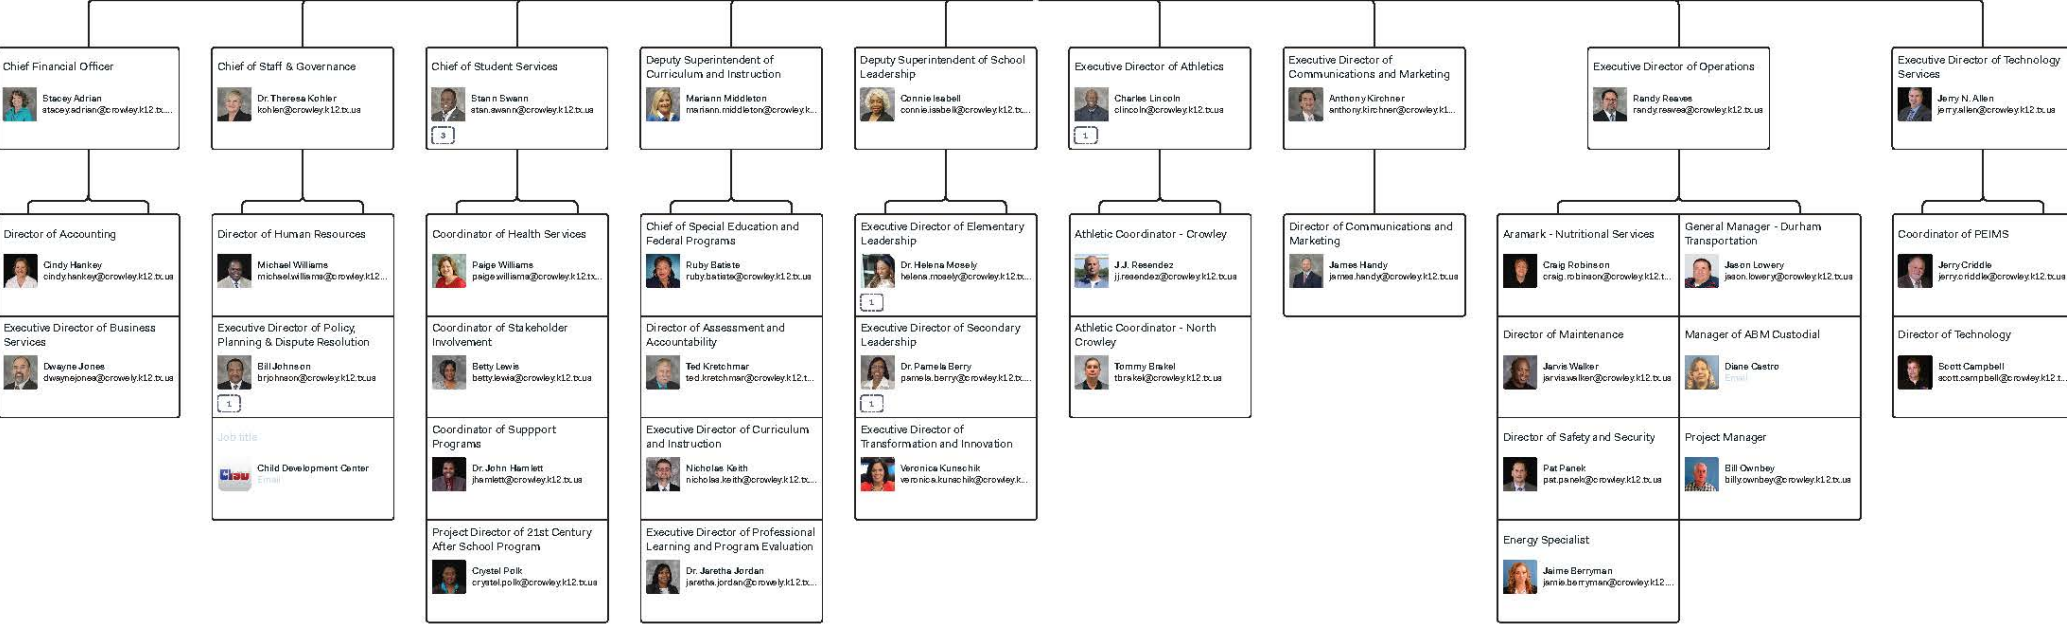 Chief Financial Officer
Stacey Adrian
stacey.adrian@crowley.k12.tx....
Chief of Staff & Governance
Dr. Theresa Kohler
kohler@crowley.k12.tx.us
Chief of Student Services
Stann Swann
stan.swann@crowley.k12.tx.us
3
Deputy Superintendent of
Curriculum and Instruction
Mariann Middleton
mariann.middleton@crowley.k...
Deputy Superintendent of School
Leadership
Connie Isabell
connie.isabell@crowley.k12.tx....
Executive Director of Athletics
Charles Lincoln
clincoln@crowley.k12.tx.us
1
Executive Director of
Communications and Marketing
Anthony Kirchner
anthony.kirchner@crowley.k1...
Executive Director of Operations
Randy Reaves
randy.reaves@crowley.k12.tx.us
Executive Director of Technology
Services
Jerry N. Allen
jerry.allen@crowley.k12.tx.us
Director of Accounting
Cindy Hankey
cindy.hankey@crowley.k12.tx.us
Executive Director of Business
Services
Dwayne Jones
dwaynejones@crowely.k12.tx.us
Director of Human Resources
Michael Williams
michael.williams@crowley.k12...
Executive Director of Policy,
Planning & Dispute Resolution
Bill Johnson
brjohnson@crowley.k12.tx.us
1
Job title
CISD
Child Development Center
Email
Coordinator of Health Services
Paige Williams
paige.williams@crowley.k12.tx...
Coordinator of Stakeholder
Involvement
Betty Lewis
betty.lewis@crowley.k12.tx.us
Coordinator of Suppport
Programs
Dr. John Hamlett
jhamlett@crowley.k12.tx.us
Project Director of 21st Century
After School Program
Crystel Polk
crystel.polk@crowley.k12.tx.us
Chief of Special Education and
Federal Programs
Ruby Batiste
ruby.batiste@crowley.k12.tx.us
Director of Assessment and
Accountability
Ted Kretchmar
ted.kretchmar@crowley.k12.t...
Executive Director of Curriculum
and Instruction
Nicholas Keith
nicholas.keith@crowley.k12.tx....
Executive Director of Professional
Learning and Program Evaluation
Dr. Jaretha Jordan
jaretha.jordan@crowely.k12.tx....
Executive Director of Elementary
Leadership
Dr. Helena Mosely
helena.mosely@crowley.k12.tx....
1
Executive Director of Secondary
Leadership
Dr. Pamela Berry
pamela.berry@crowley.k12.tx....
1
Executive Director of
Transformation and Innovation
Veronica Kunschik
veronica.kunschik@crowley.k...
Athletic Coordinator - Crowley
J.J. Resendez
jj.resendez@crowley.k12.tx.us
Athletic Coordinator - North
Crowley
Tommy Brakel
tbrakel@crowley.k12.tx.us
Director of Communications and
Marketing
James Handy
james.handy@crowley.k12.tx.us
Aramark - Nutritional Services
Craig Robinson
craig.robinson@crowley.k12.t...
General Manager - Durham
Transportation
Jason Lowery
jason.lowery@crowley.k12.tx.us
Director of Maintenance
Jarvis Walker
jarvis.walker@crowley.k12.tx.us
Manager of ABM Custodial
Diane Castro
Email
Director of Safety and Security
Pat Panek
pat.panek@crowley.k12.tx.us
Project Manager
Bill Ownbey
billy.ownbey@crowley.k12.tx.us
Energy Specialist
Jaime Berryman
jamie.berryman@crowley.k12....
Coordinator of PEIMS
Jerry Criddle
jerry.criddle@crowley.k12.tx.us
Director of Technology
Scott Campbell
scott.campbell@crowley.k12.t...